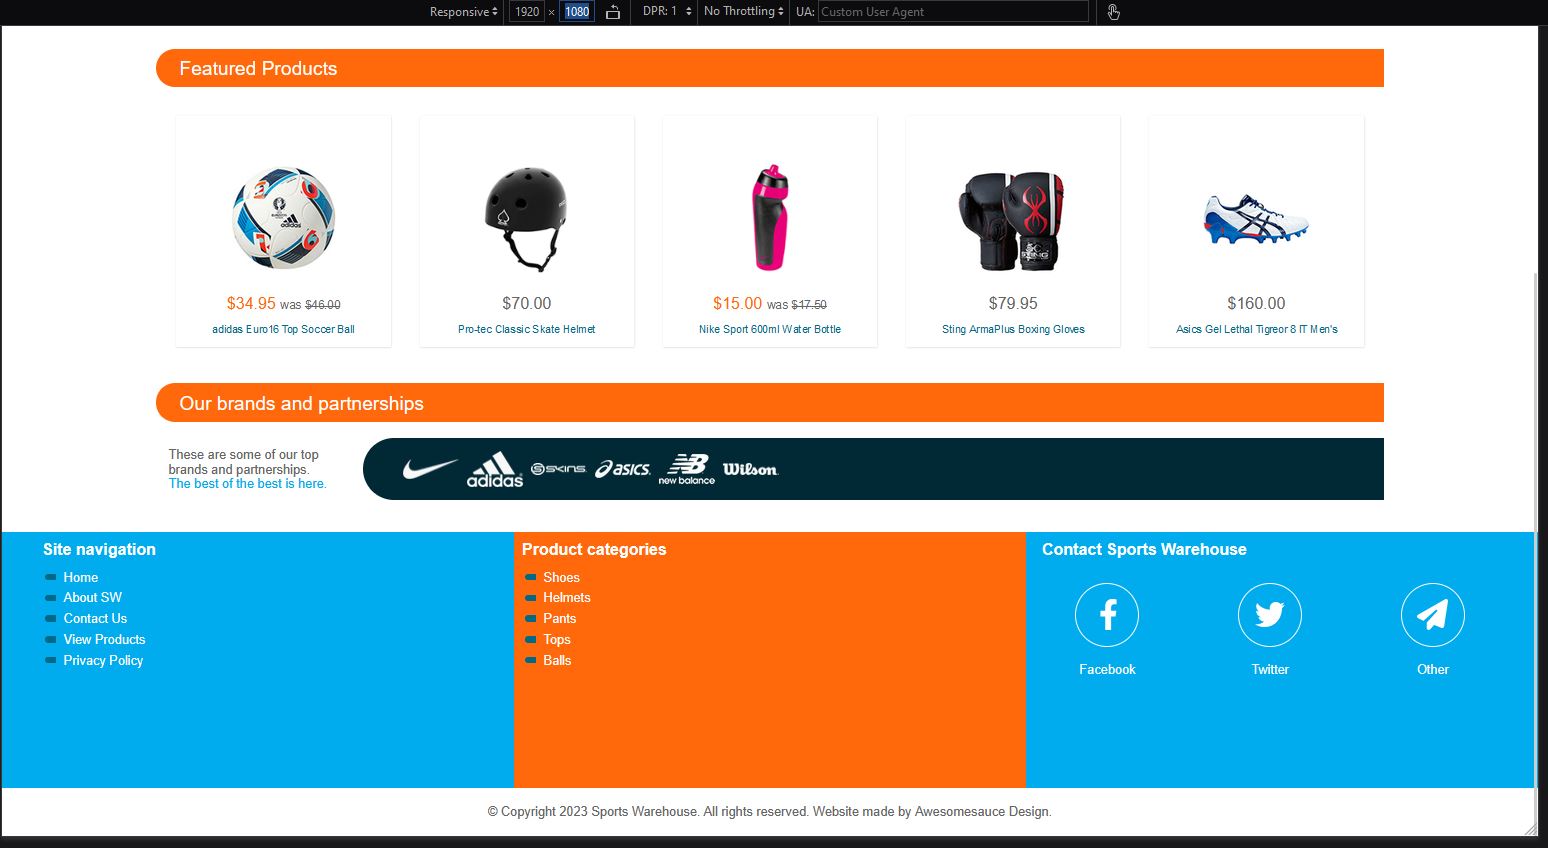 Responsive 1920 × 1080 DPR: 1 No Throttling UA: Custom User Agent
Featured Products
adidas
SC
STING
$34.95 was $46.00
$70.00
$15.00 was $17.50
$79.95
$160.00
adidas Euro16 Top Soccer Ball
Pro-tec Classic Skate Helmet
Nike Sport 600ml Water Bottle
Sting ArmaPlus Boxing Gloves
Asics Gel Lethal Tigreor 8 IT Men's
Our brands and partnerships
These are some of our top
brands and partnerships.
The best of the best is here.
adidas
SKINS
asics
NB
new balance
Wilson
Site navigation
Home
About SW
Contact Us
View Products
Privacy Policy
Product categories
Shoes
Helmets
Pants
Tops
Balls
Contact Sports Warehouse
Facebook
Twitter
Other
© Copyright 2023 Sports Warehouse. All rights reserved. Website made by Awesomesauce Design.